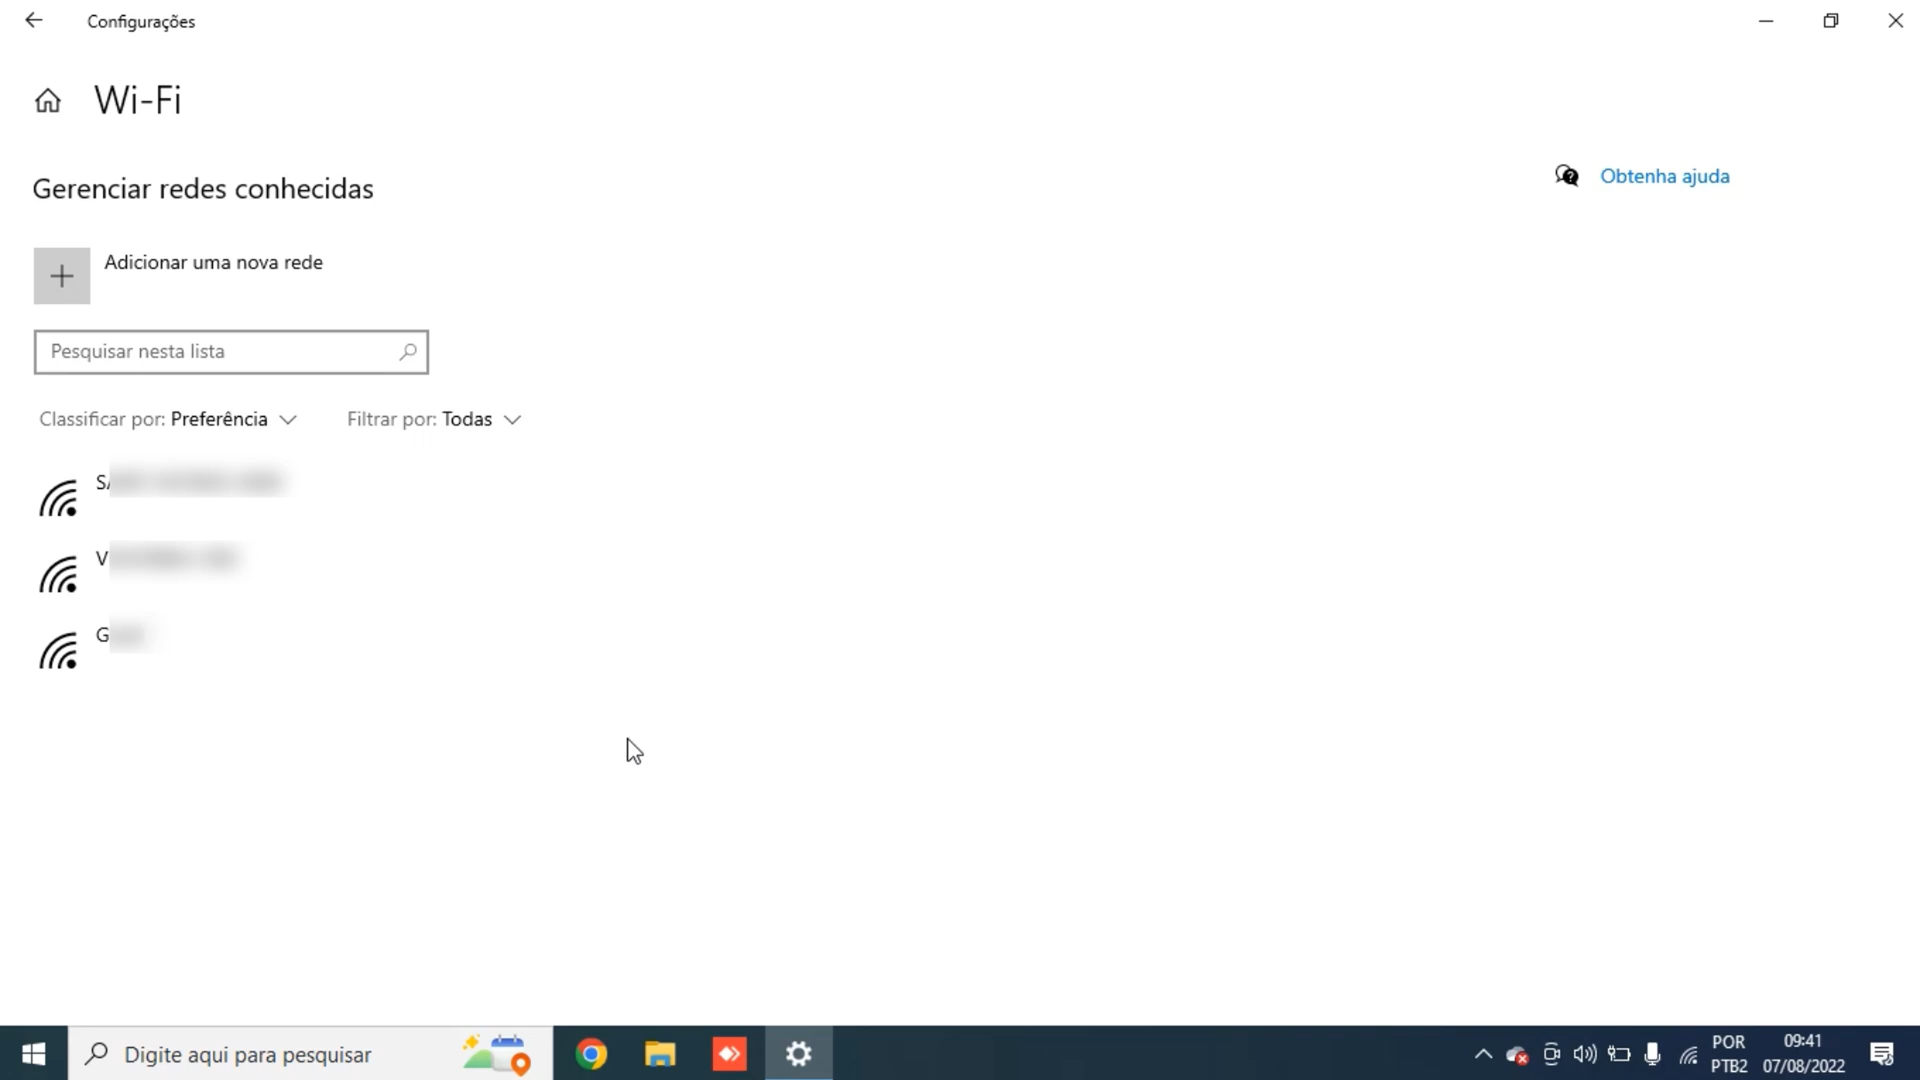 Configurações
Wi-Fi
Gerenciar redes conhecidas
Obtenha ajuda
Adicionar uma nova rede
Pesquisar nesta lista
Classificar por: Preferência
Filtrar por: Todas
Digite aqui para pesquisar
POR
PTB2
09:41
07/08/2022